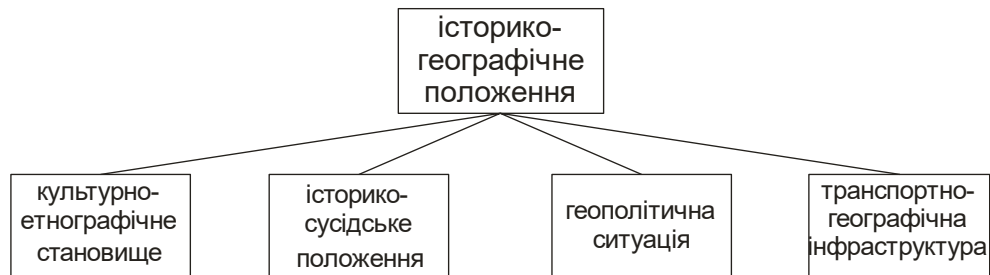 історико-
географічне
положення
культурно-
етнографічне
становище
історико-
сусідське
положення
геополітична
ситуація
транспортно-
географічна
інфраструктура